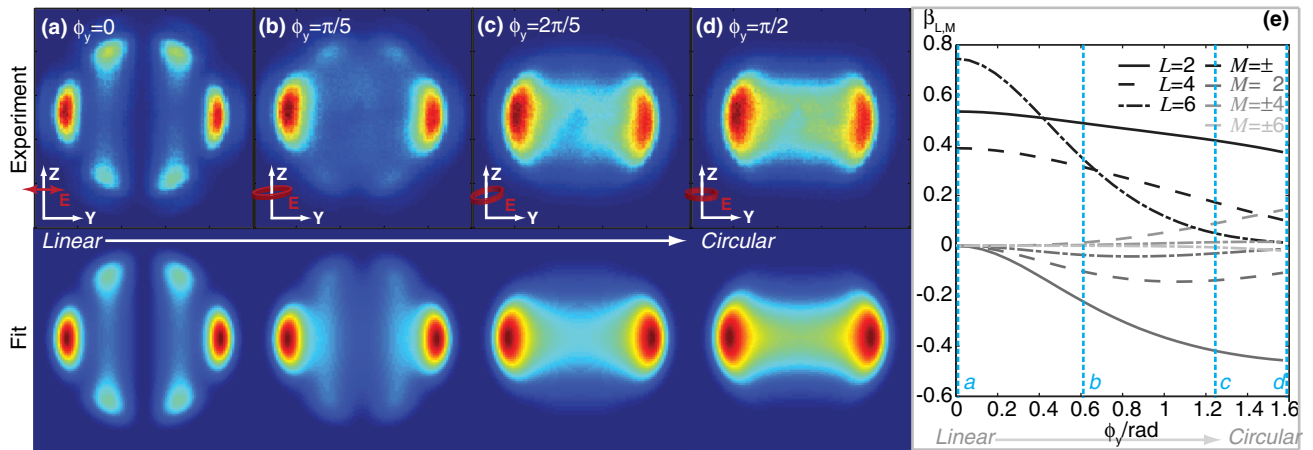 (a) ϕy=0
(b) ϕy=π/5
(c) ϕy=2π/5
(d) ϕy=π/2
Experiment
Z
E
Y
Z
E
Y
Z
E
Y
Z
E
Y
Linear
Circular
Fit
βL,M
(e)
0.8
0.6
0.4
0.2
0
-0.2
-0.4
-0.6
L=2
L=4
L=6
M=±
M= 2
M=±4
M=±6
a
b
c
d
0
0.2
0.4
0.6
0.8
1
1.2
1.4
1.6
ϕy/rad
Linear
Circular